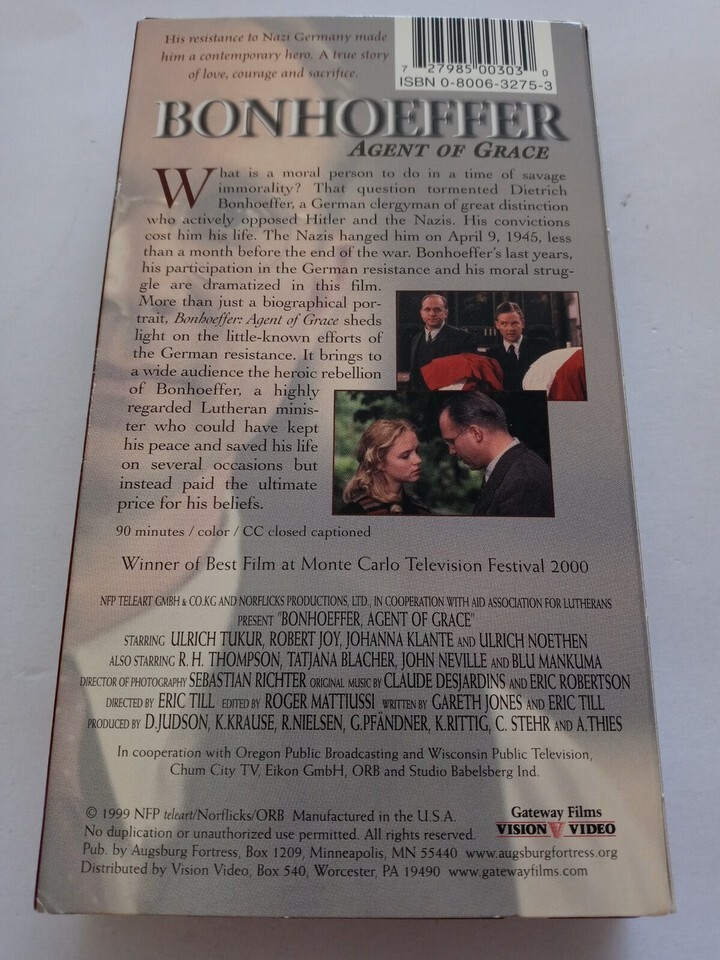 His resistance to Nazi Germany made
him a contemporary hero. A true story
of love, courage and sacrifice.
7 27985 00303 0
ISBN 0-8006-3275-3
BONHOEFFER
AGENT OF GRACE
What is a moral person to do in a time of savage
immorality? That question tormented Dietrich
Bonhoeffer, a German clergyman of great distinction
who actively opposed Hitler and the Nazis. His convictions
cost him his life. The Nazis hanged him on April 9, 1945, less
than a month before the end of the war. Bonhoeffer's last years,
his participation in the German resistance and his moral strug-
gle are dramatized in this film.
More than just a biographical por-
trait, Bonhoeffer: Agent of Grace sheds
light on the little-known efforts of
the German resistance. It brings to
a wide audience the heroic rebellion
of Bonhoeffer, a highly
regarded Lutheran minis-
ter who could have kept
his peace and saved his life
on several occasions but
instead paid the ultimate
price for his beliefs.
90 minutes / color / CC closed captioned
Winner of Best Film at Monte Carlo Television Festival 2000
NFP TELEART GMBH & CO.KG AND NORFLICKS PRODUCTIONS, LTD., IN COOPERATION WITH AID ASSOCIATION FOR LUTHERANS
PRESENT "BONHOEFFER, AGENT OF GRACE"
STARRING ULRICH TUKUR, ROBERT JOY, JOHANNA KLANTE AND ULRICH NOETHEN
ALSO STARRING R. H. THOMPSON, TATJANA BLACHER, JOHN NEVILLE AND BLU MANKUMA
DIRECTOR OF PHOTOGRAPHY SEBASTIAN RICHTER ORIGINAL MUSIC BY CLAUDE DESJARDINS AND ERIC ROBERTSON
DIRECTED BY ERIC TILL EDITED BY ROGER MATTIUSSI WRITTEN BY GARETH JONES AND ERIC TILL
PRODUCED BY D.JUDSON, K.KRAUSE, R.NIELSEN, G.PFÄNDNER, K.RITTIG, C. STEHR AND A.THIES
In cooperation with Oregon Public Broadcasting and Wisconsin Public Television,
Chum City TV, Eikon GmbH, ORB and Studio Babelsberg Ind.
© 1999 NFP teleart/Norflicks/ORB Manufactured in the U.S.A.
No duplication or unauthorized use permitted. All rights reserved.
Pub. by Augsburg Fortress, Box 1209, Minneapolis, MN 55440 www.augsburgfortress.org
Distributed by Vision Video, Box 540, Worcester, PA 19490 www.gatewayfilms.com
Gateway Films
VISION V VIDEO